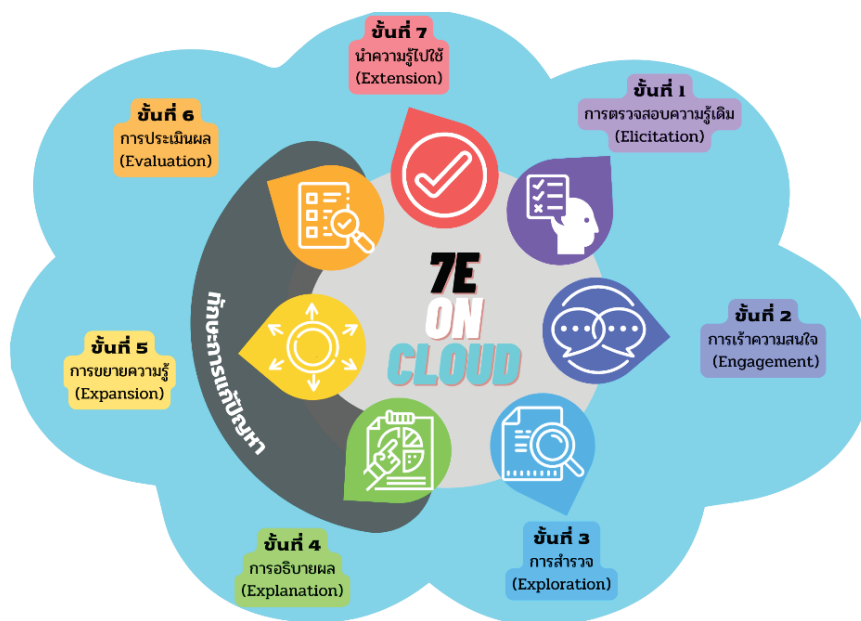 ขั้นที่ 7
นำความรู้ไปใช้
(Extension)
ขั้นที่ 1
การตรวจสอบความรู้เดิม
(Elicitation)
ขั้นที่ 6
การประเมินผล
(Evaluation)
7E
ON
CLOUD
ทักษะการแก้ปัญหา
ขั้นที่ 2
การเร้าความสนใจ
(Engagement)
ขั้นที่ 5
การขยายความรู้
(Expansion)
ขั้นที่ 3
การสำรวจ
(Exploration)
ขั้นที่ 4
การอธิบายผล
(Explanation)